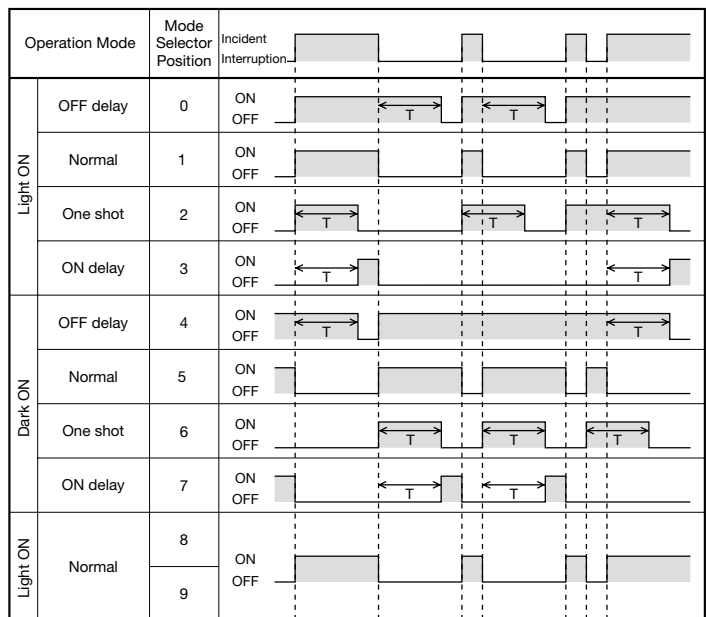 Operation Mode
Mode
Selector
Position
Incident
Interruption
Light ON
OFF delay
0
ON
OFF
T
T
Normal
1
ON
OFF
One shot
2
ON
OFF
T
T
T
ON delay
3
ON
OFF
T
T
Dark ON
OFF delay
4
ON
OFF
T
T
Normal
5
ON
OFF
One shot
6
ON
OFF
T
T
T
ON delay
7
ON
OFF
T
T
Light ON
Normal
8
9
ON
OFF